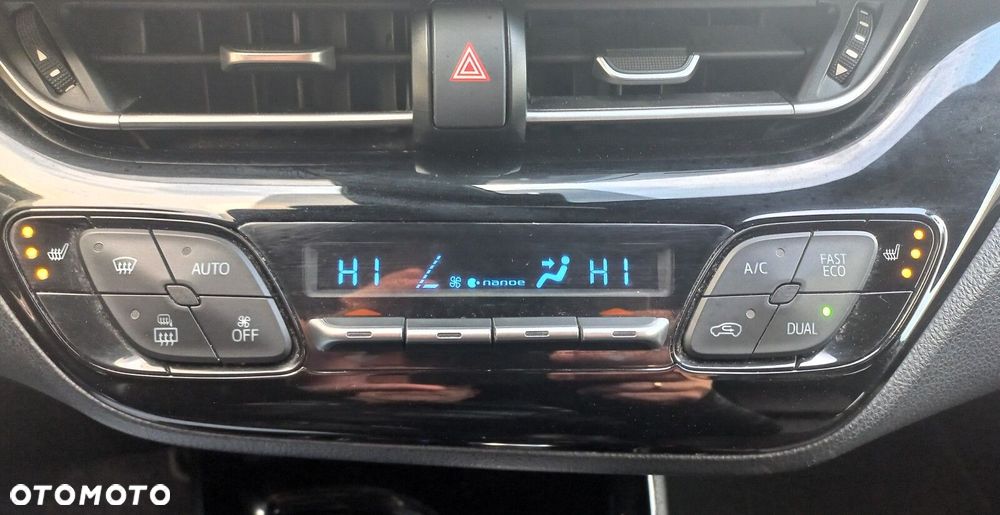 HI nanoe HI
AUTO
OFF
A/C
FAST
ECO
DUAL
OTOMOTO